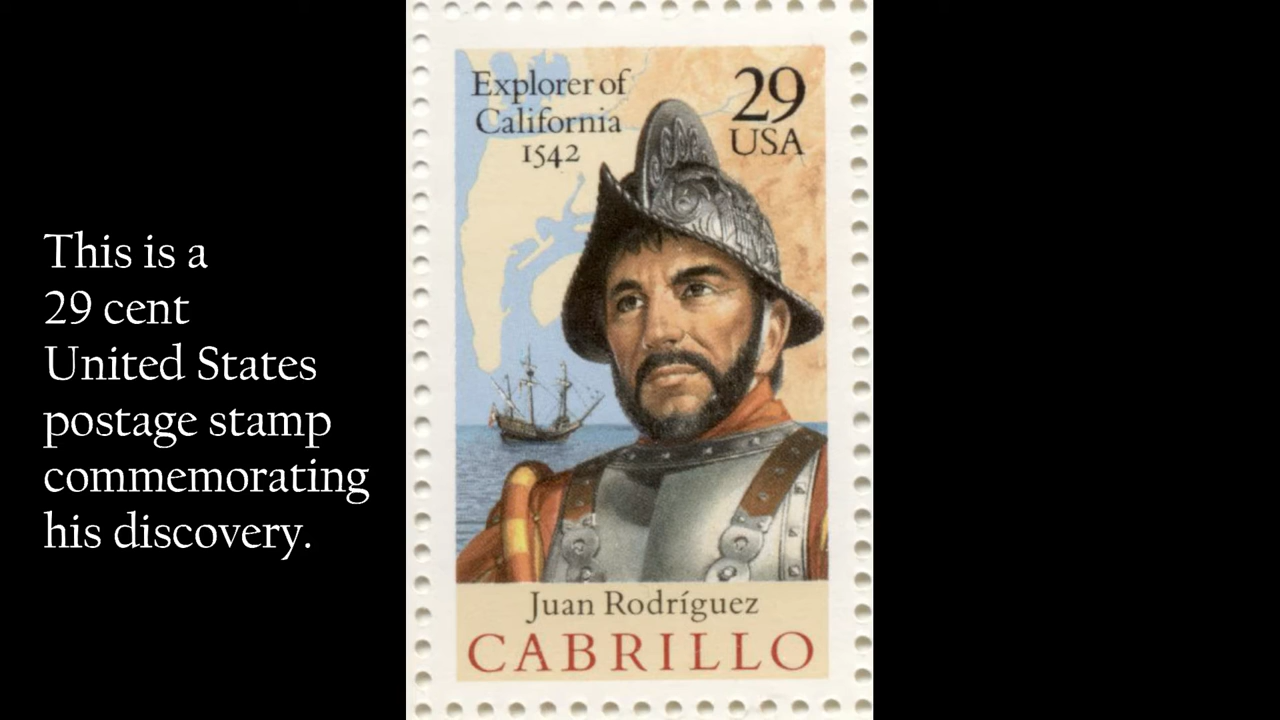 This is a
29 cent
United States
postage stamp
commemorating
his discovery.
Explorer of
California
1542
29
USA
Juan Rodríguez
CABRILLO